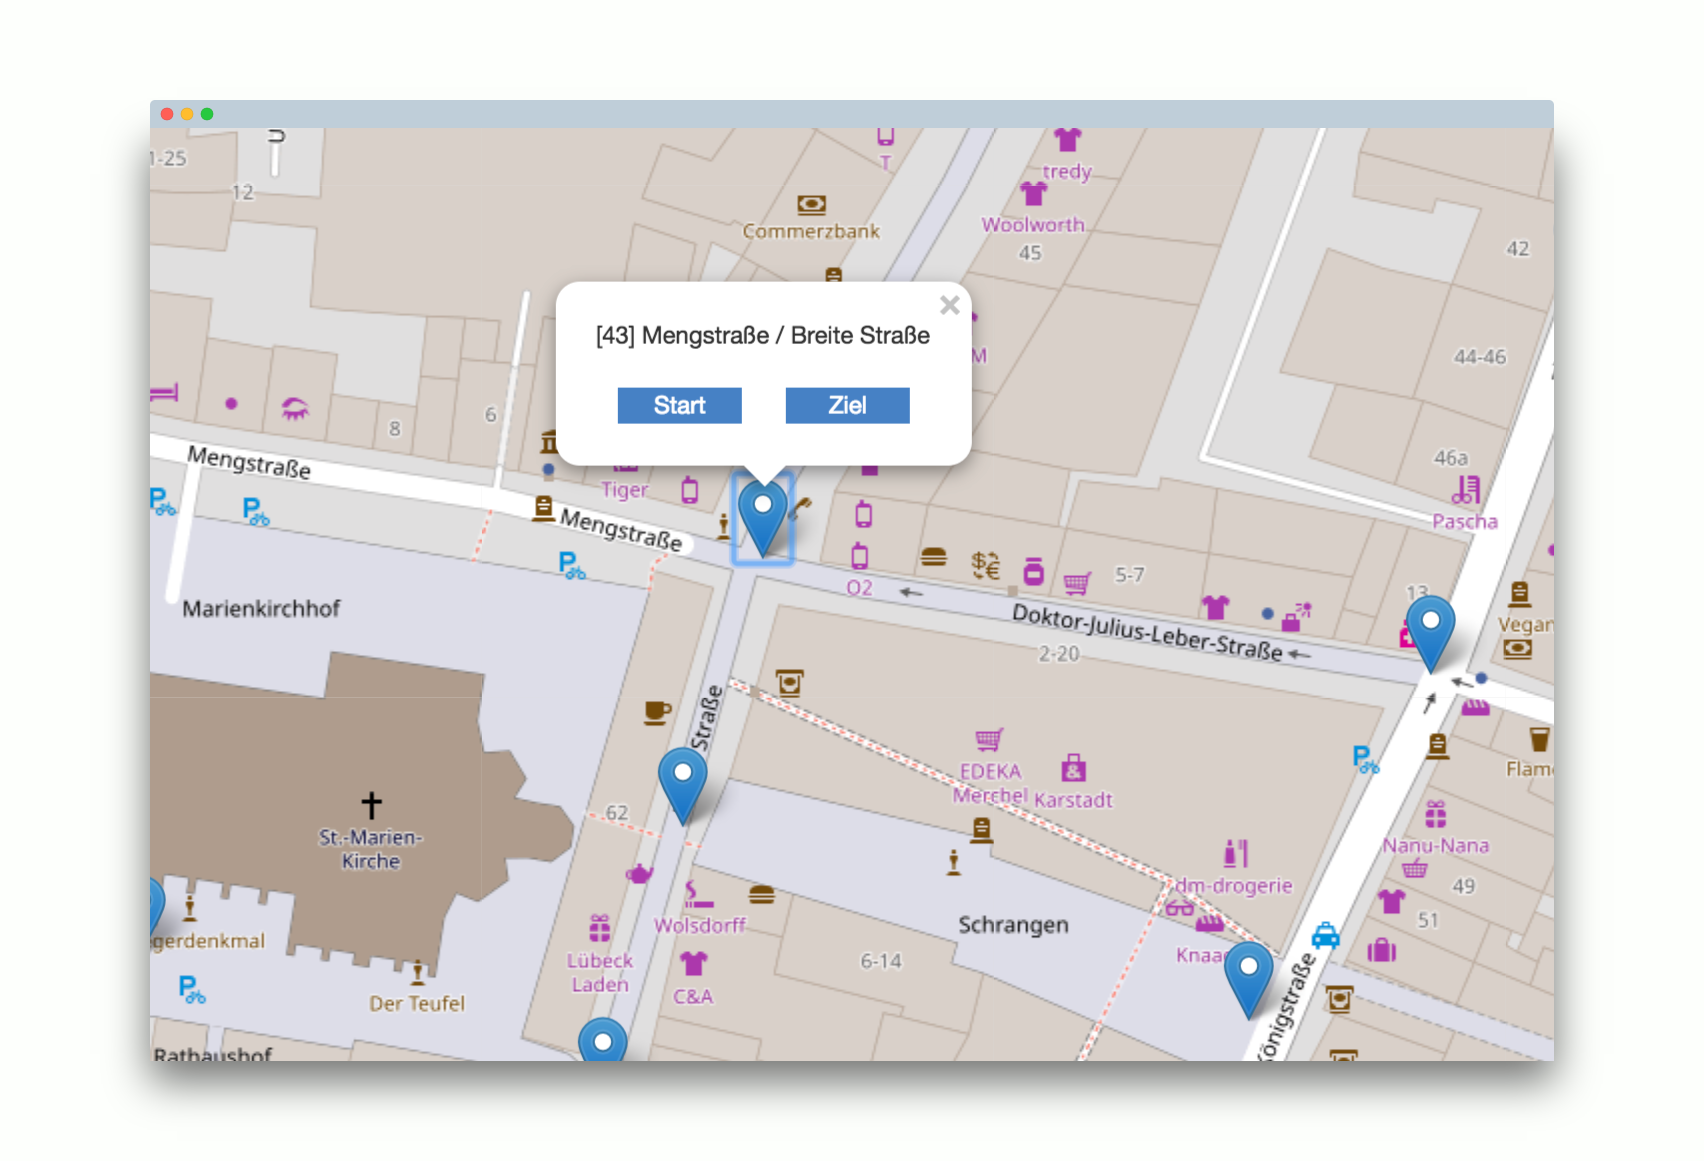 1-25
12
T
tredy
Woolworth
45
Commerzbank
42
[43] Mengstraße / Breite Straße
Start
Ziel
M
44-46
46a
Pascha
8
6
Mengstraße
Tiger
Mengstraße
O2
5-7
13
Doktor-Julius-Leber-Straße
2-20
Vegan
Marienkirchhof
Straße
EDEKA
Merchel
Karstadt
Flam
62
St.-Marien-
Kirche
Nanu-Nana
49
dm-drogerie
51
Wolsdorff
Schrangen
gerdenkmal
Lübeck
Laden
6-14
Knaa
C&A
Der Teufel
Königstraße
Rathaushof